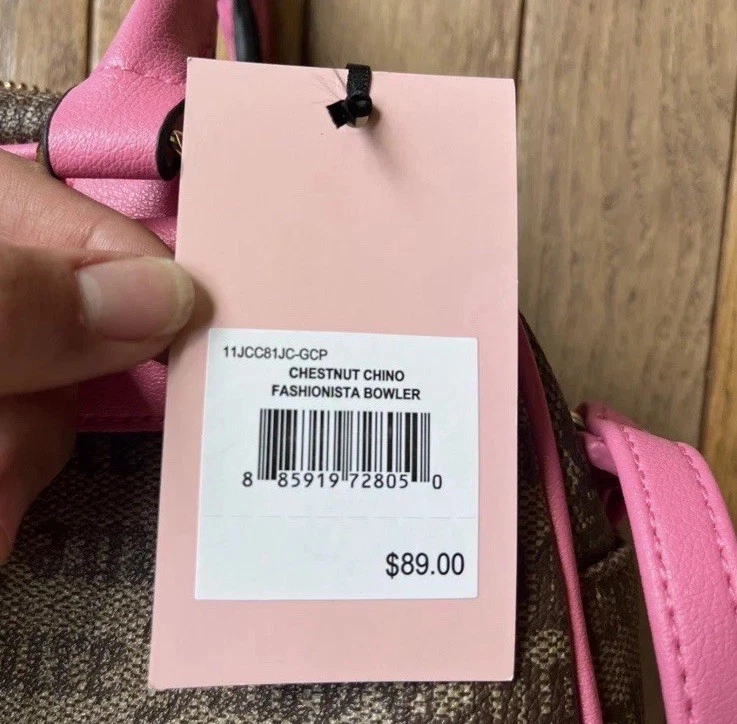 11JCC81JC-GCP
CHESTNUT CHINO
FASHIONISTA BOWLER
8 85919 72805 0
$89.00